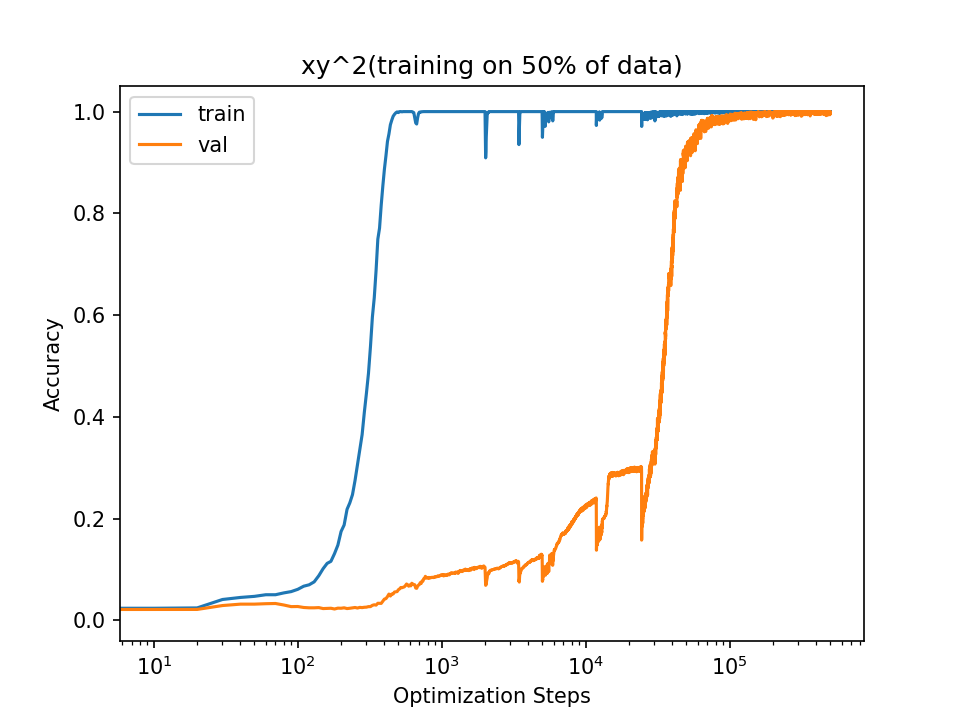 xy^2(training on 50% of data)
train
val
1.0
0.8
0.6
0.4
0.2
0.0
Accuracy
10^1 10^2 10^3 10^4 10^5
Optimization Steps